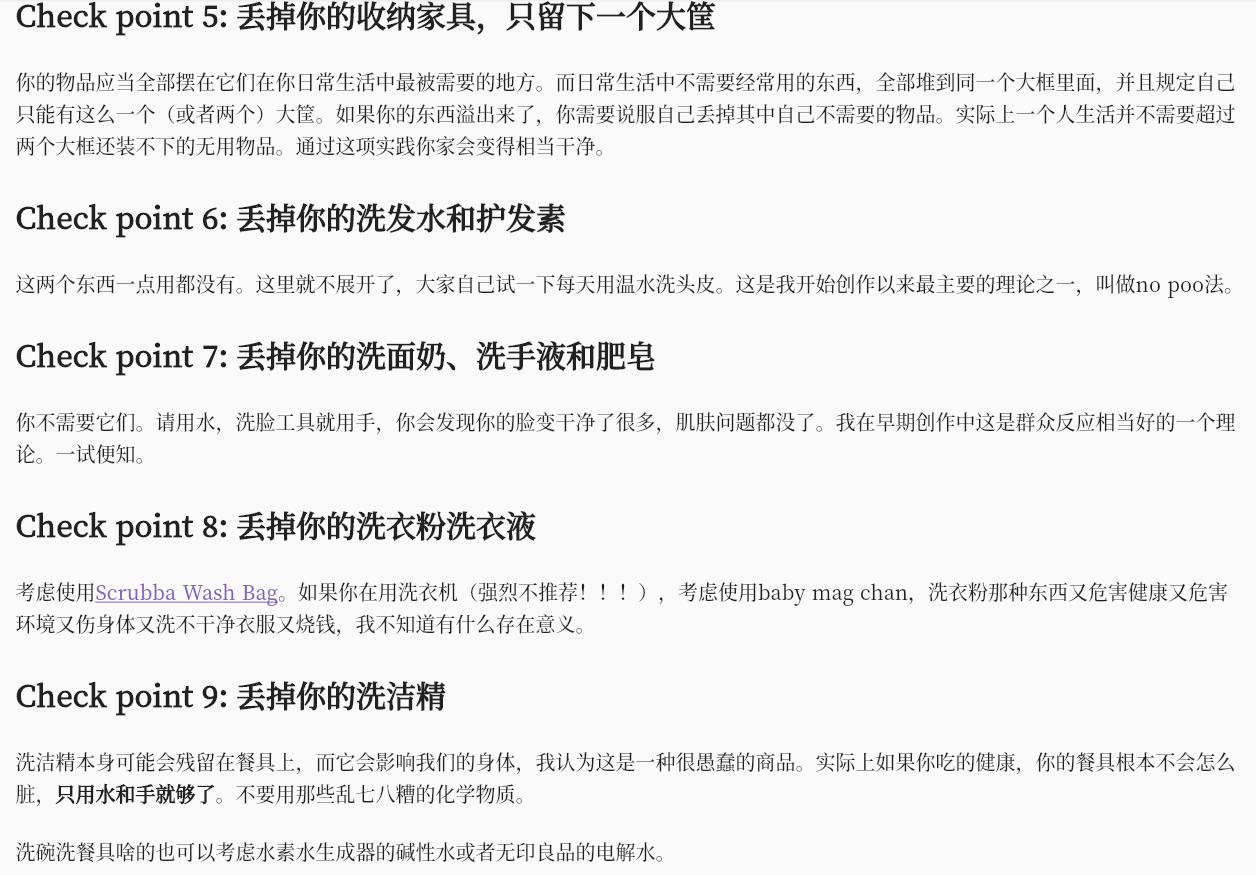 Check point 5: 丢掉你的收纳家具，只留下一个大筐
你的物品应当全部摆在它们在你日常生活中最被需要的地方。而日常生活中不需要经常用的东西，全部堆到同一个大框里面，并且规定自己
只能有这么一个（或者两个）大筐。如果你的东西溢出来了，你需要说服自己丢掉其中自己不需要的物品。实际上一个人生活并不需要超过
两个大框还装不下的无用物品。通过这项实践你家会变得相当干净。
Check point 6: 丢掉你的洗发水和护发素
这两个东西一点用都没有。这里就不展开了，大家自己试一下每天用温水洗头皮。这是我开始创作以来最主要的理论之一，叫做no poo法。
Check point 7: 丢掉你的洗面奶、洗手液和肥皂
你不需要它们。请用水，洗脸工具就用手，你会发现你的脸变干净了很多，肌肤问题都没了。我在早期创作中这是群众反应相当好的一个理
论。一试便知。
Check point 8: 丢掉你的洗衣粉洗衣液
考虑使用Scrubba Wash Bag。如果你在用洗衣机（强烈不推荐！！！），考虑使用baby mag chan，洗衣粉那种东西又危害健康又危害
环境又伤身体又洗不干净衣服又烧钱，我不知道有什么存在意义。
Check point 9: 丢掉你的洗洁精
洗洁精本身可能会残留在餐具上，而它会影响我们的身体，我认为这是一种很愚蠢的商品。实际上如果你吃的健康，你的餐具根本不会怎么
脏，只用水和手就够了。不要用那些乱七八糟的化学物质。
洗碗洗餐具啥的也可以考虑水素水生成器的碱性水或者无印良品的电解水。